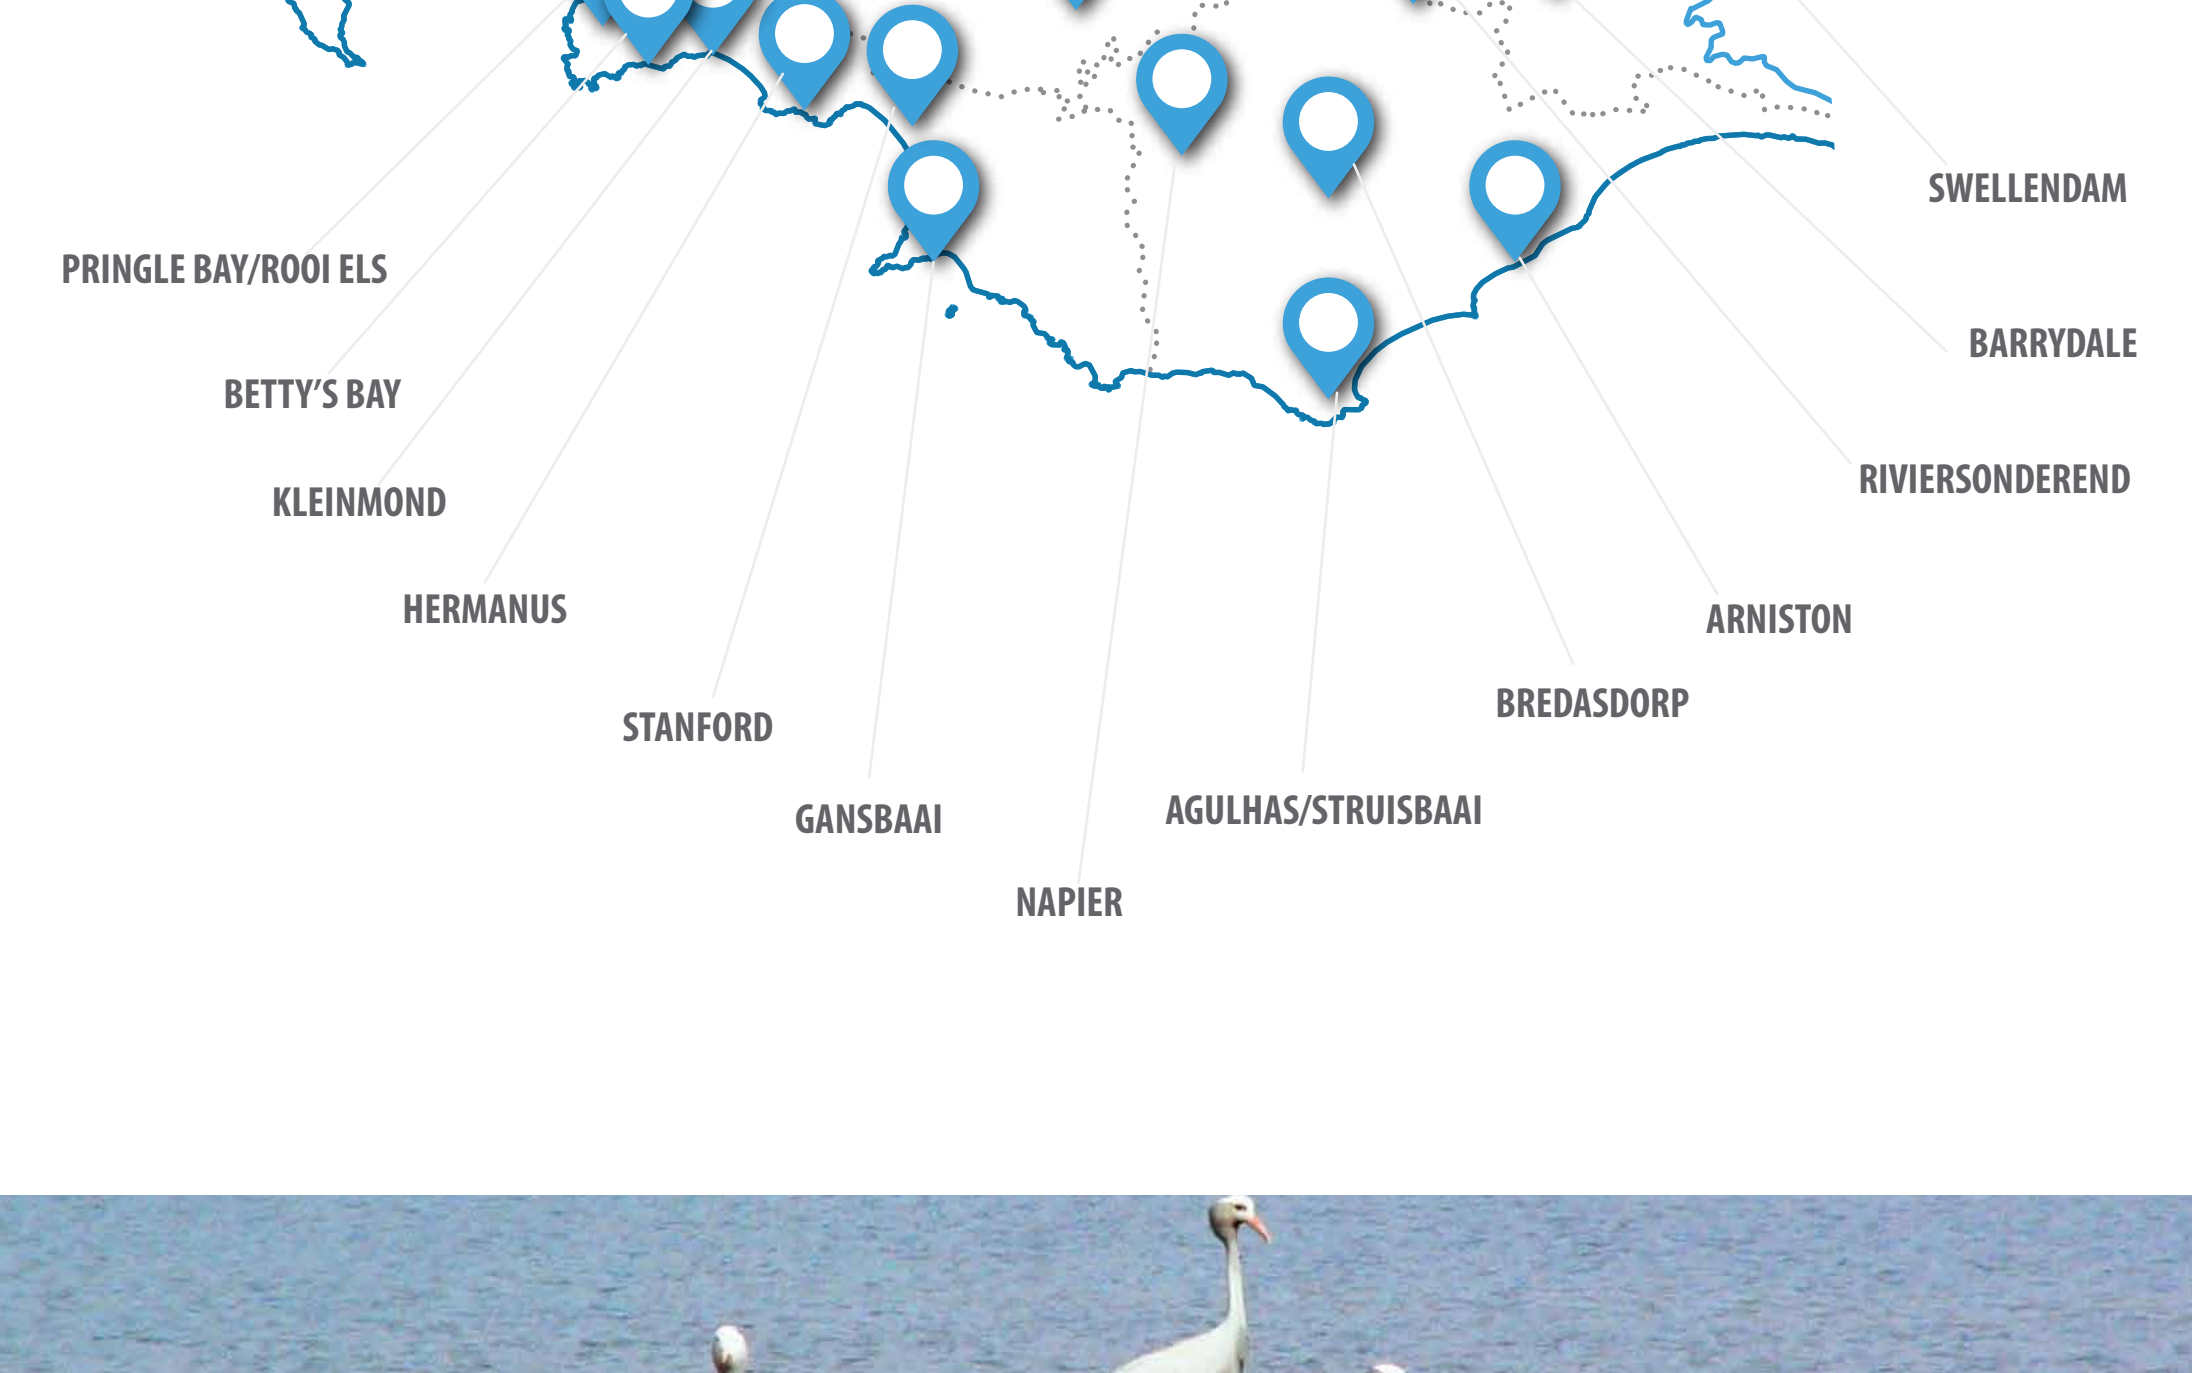 SWELLENDAM
PRINGLE BAY/ROOI ELS
BARRYDALE
BETTY’S BAY
RIVIERSONDEREND
KLEINMOND
HERMANUS
ARNISTON
BREDASDORP
STANFORD
AGULHAS/STRUISBAAI
GANSBAAI
NAPIER